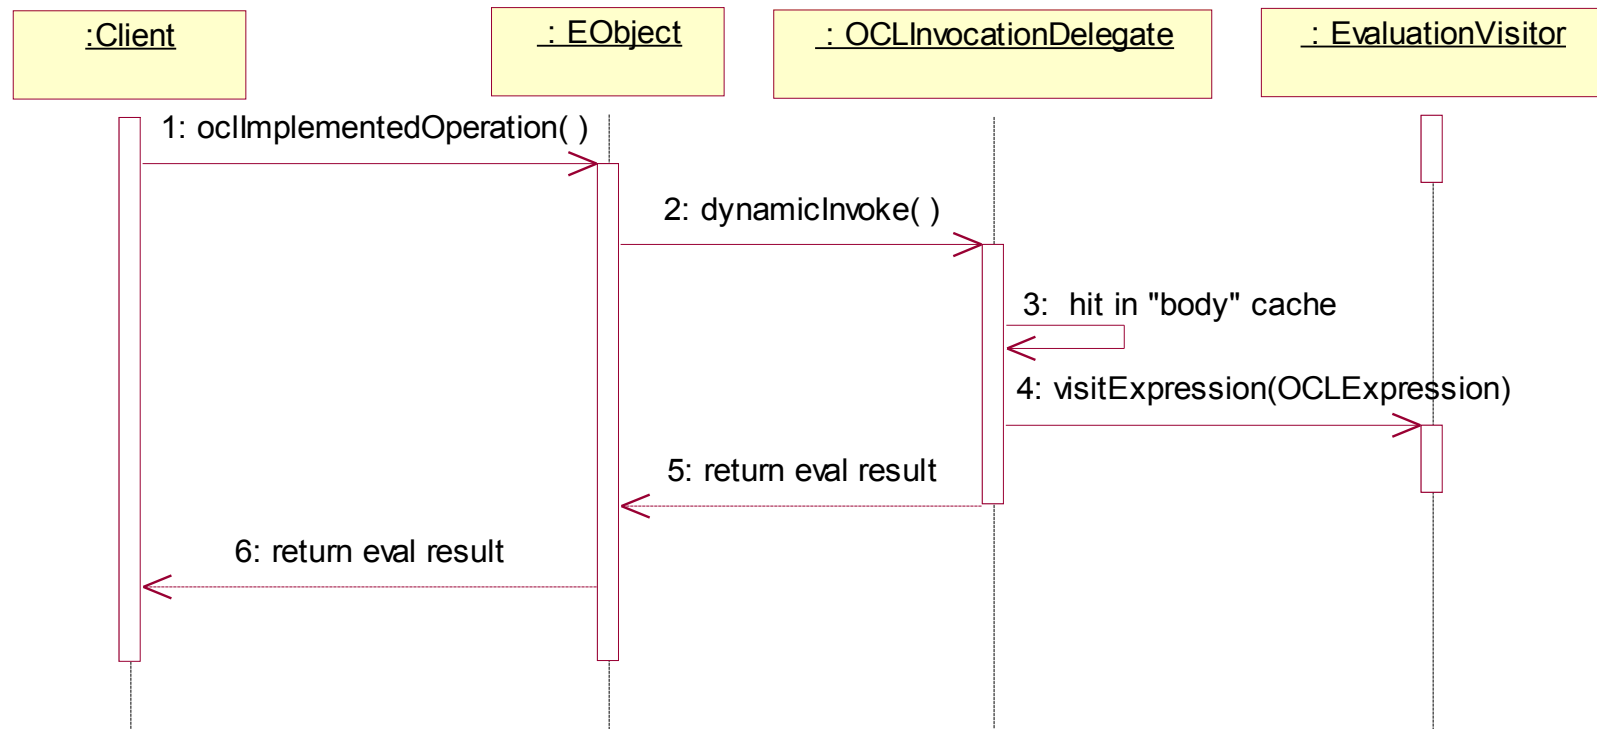 :Client
: EObject
: OCLInvocationDelegate
: EvaluationVisitor
1: oclImplementedOperation( )
2: dynamicInvoke( )
3: hit in "body" cache
4: visitExpression(OCLExpression)
5: return eval result
6: return eval result